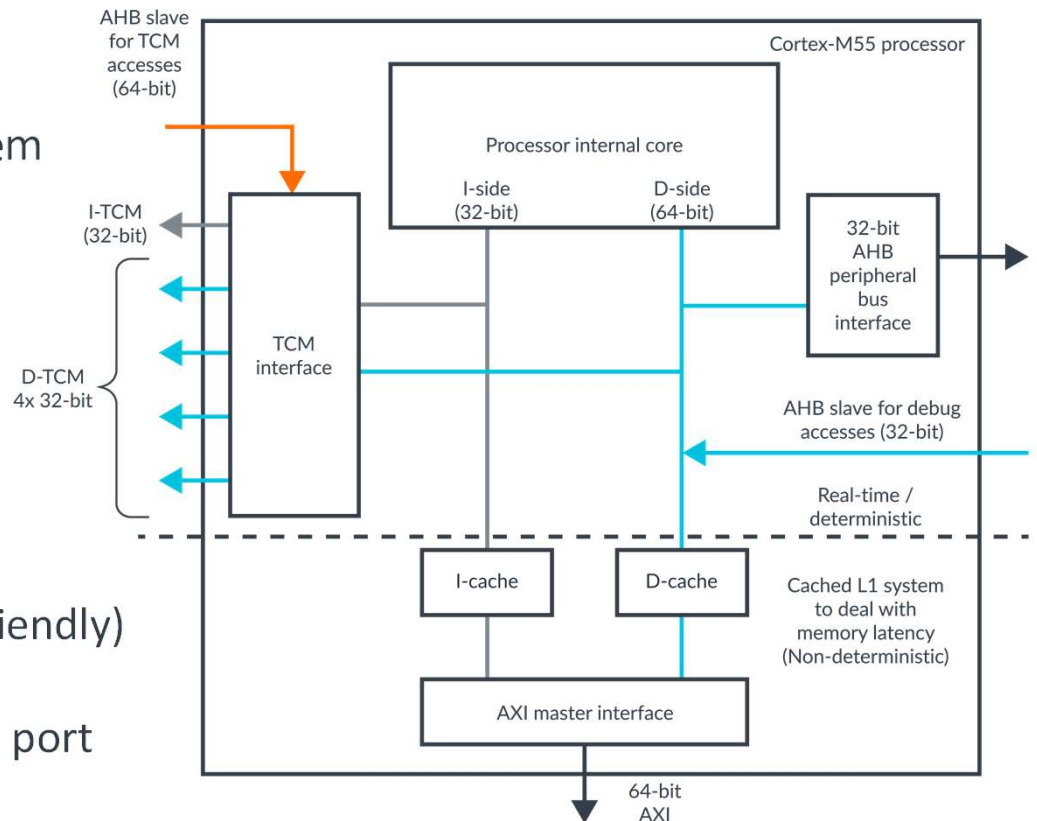 AHB slave
for TCM
accesses
(64-bit)
Cortex-M55 processor
em
Processor internal core
I-side
(32-bit)
D-side
(64-bit)
I-TCM
(32-bit)
32-bit
AHB
peripheral
bus
interface
TCM
interface
D-TCM
4x 32-bit
AHB slave for debug
accesses (32-bit)
Real-time /
deterministic
I-cache
D-cache
Cached L1 system
to deal with
memory latency
(Non-deterministic)
iendly)
AXI master interface
port
64-bit
AXI